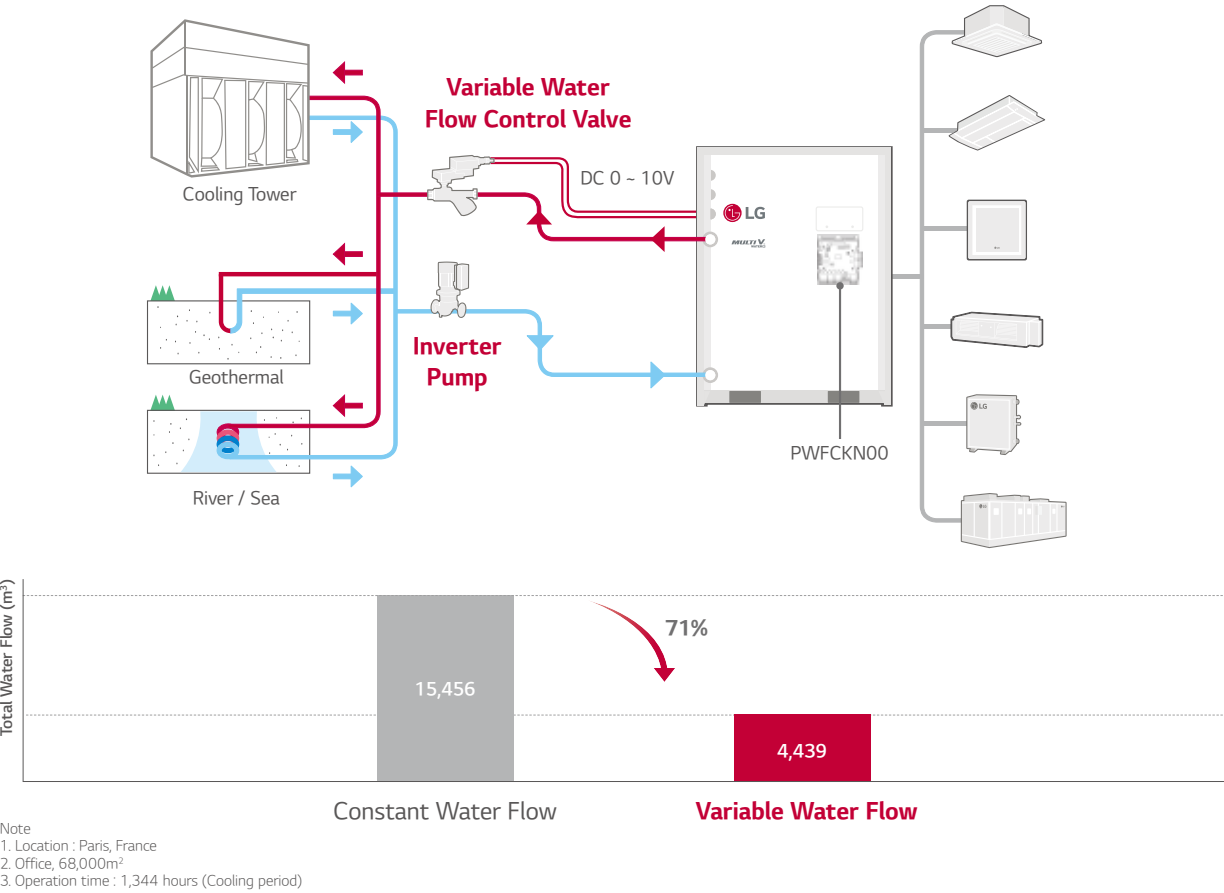 Variable Water
Flow Control Valve
DC 0 ~ 10V
Cooling Tower
LG
MULTI V
Geothermal
Inverter
Pump
LG
PWFCKN00
River / Sea
Total Water Flow (m³)
71%
15,456
4,439
Constant Water Flow
Variable Water Flow
Note
1. Location : Paris, France
2. Office, 68,000m²
3. Operation time : 1,344 hours (Cooling period)